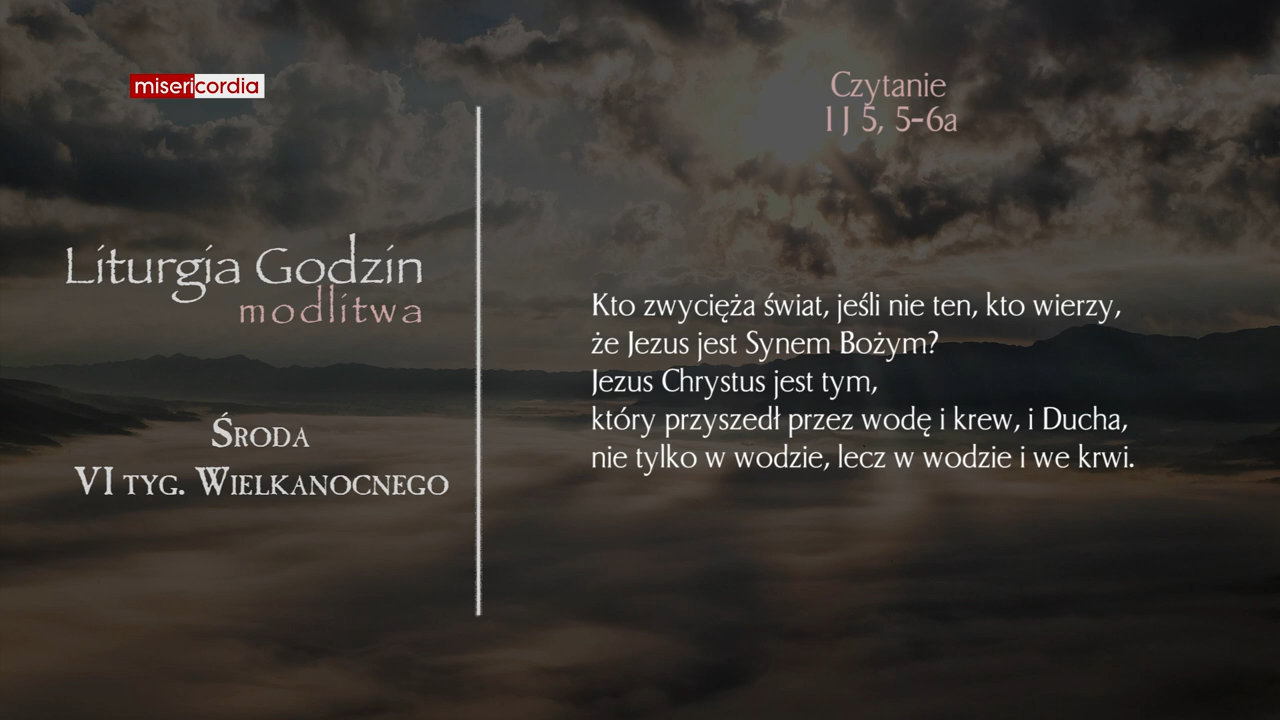 misericordia
Liturgia Godzin
modlitwa
Środa
VI tyg. Wielkanocnego
Czytanie
1 J 5, 5-6a
Kto zwycięża świat, jeśli nie ten, kto wierzy,
że Jezus jest Synem Bożym?
Jezus Chrystus jest tym,
który przyszedł przez wodę i krew, i Ducha,
nie tylko w wodzie, lecz w wodzie i we krwi.